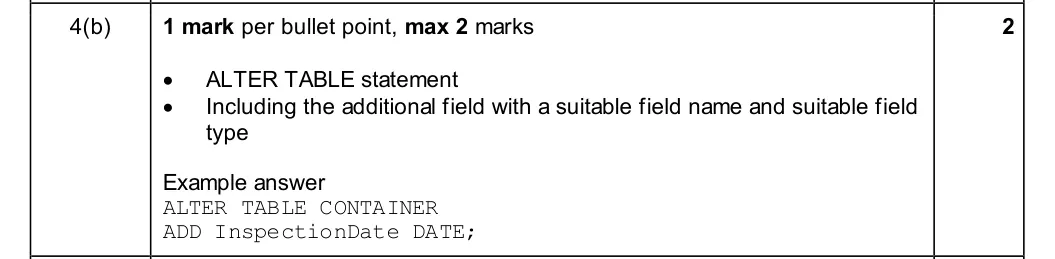 4(b)
1 mark per bullet point, max 2 marks
2
• ALTER TABLE statement
• Including the additional field with a suitable field name and suitable field
type
Example answer
ALTER TABLE CONTAINER
ADD InspectionDate DATE;